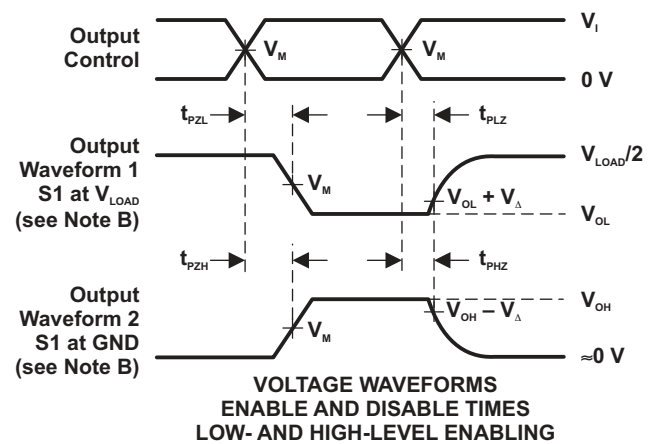 Output
Control
V_M
V_M
V_I
0 V
t_PZL
t_PLZ
Output
Waveform 1
S1 at V_LOAD
(see Note B)
V_M
V_OL + V_Δ
V_LOAD/2
V_OL
t_PZH
t_PHZ
Output
Waveform 2
S1 at GND
(see Note B)
V_M
V_OH – V_Δ
V_OH
≈0 V
VOLTAGE WAVEFORMS
ENABLE AND DISABLE TIMES
LOW- AND HIGH-LEVEL ENABLING